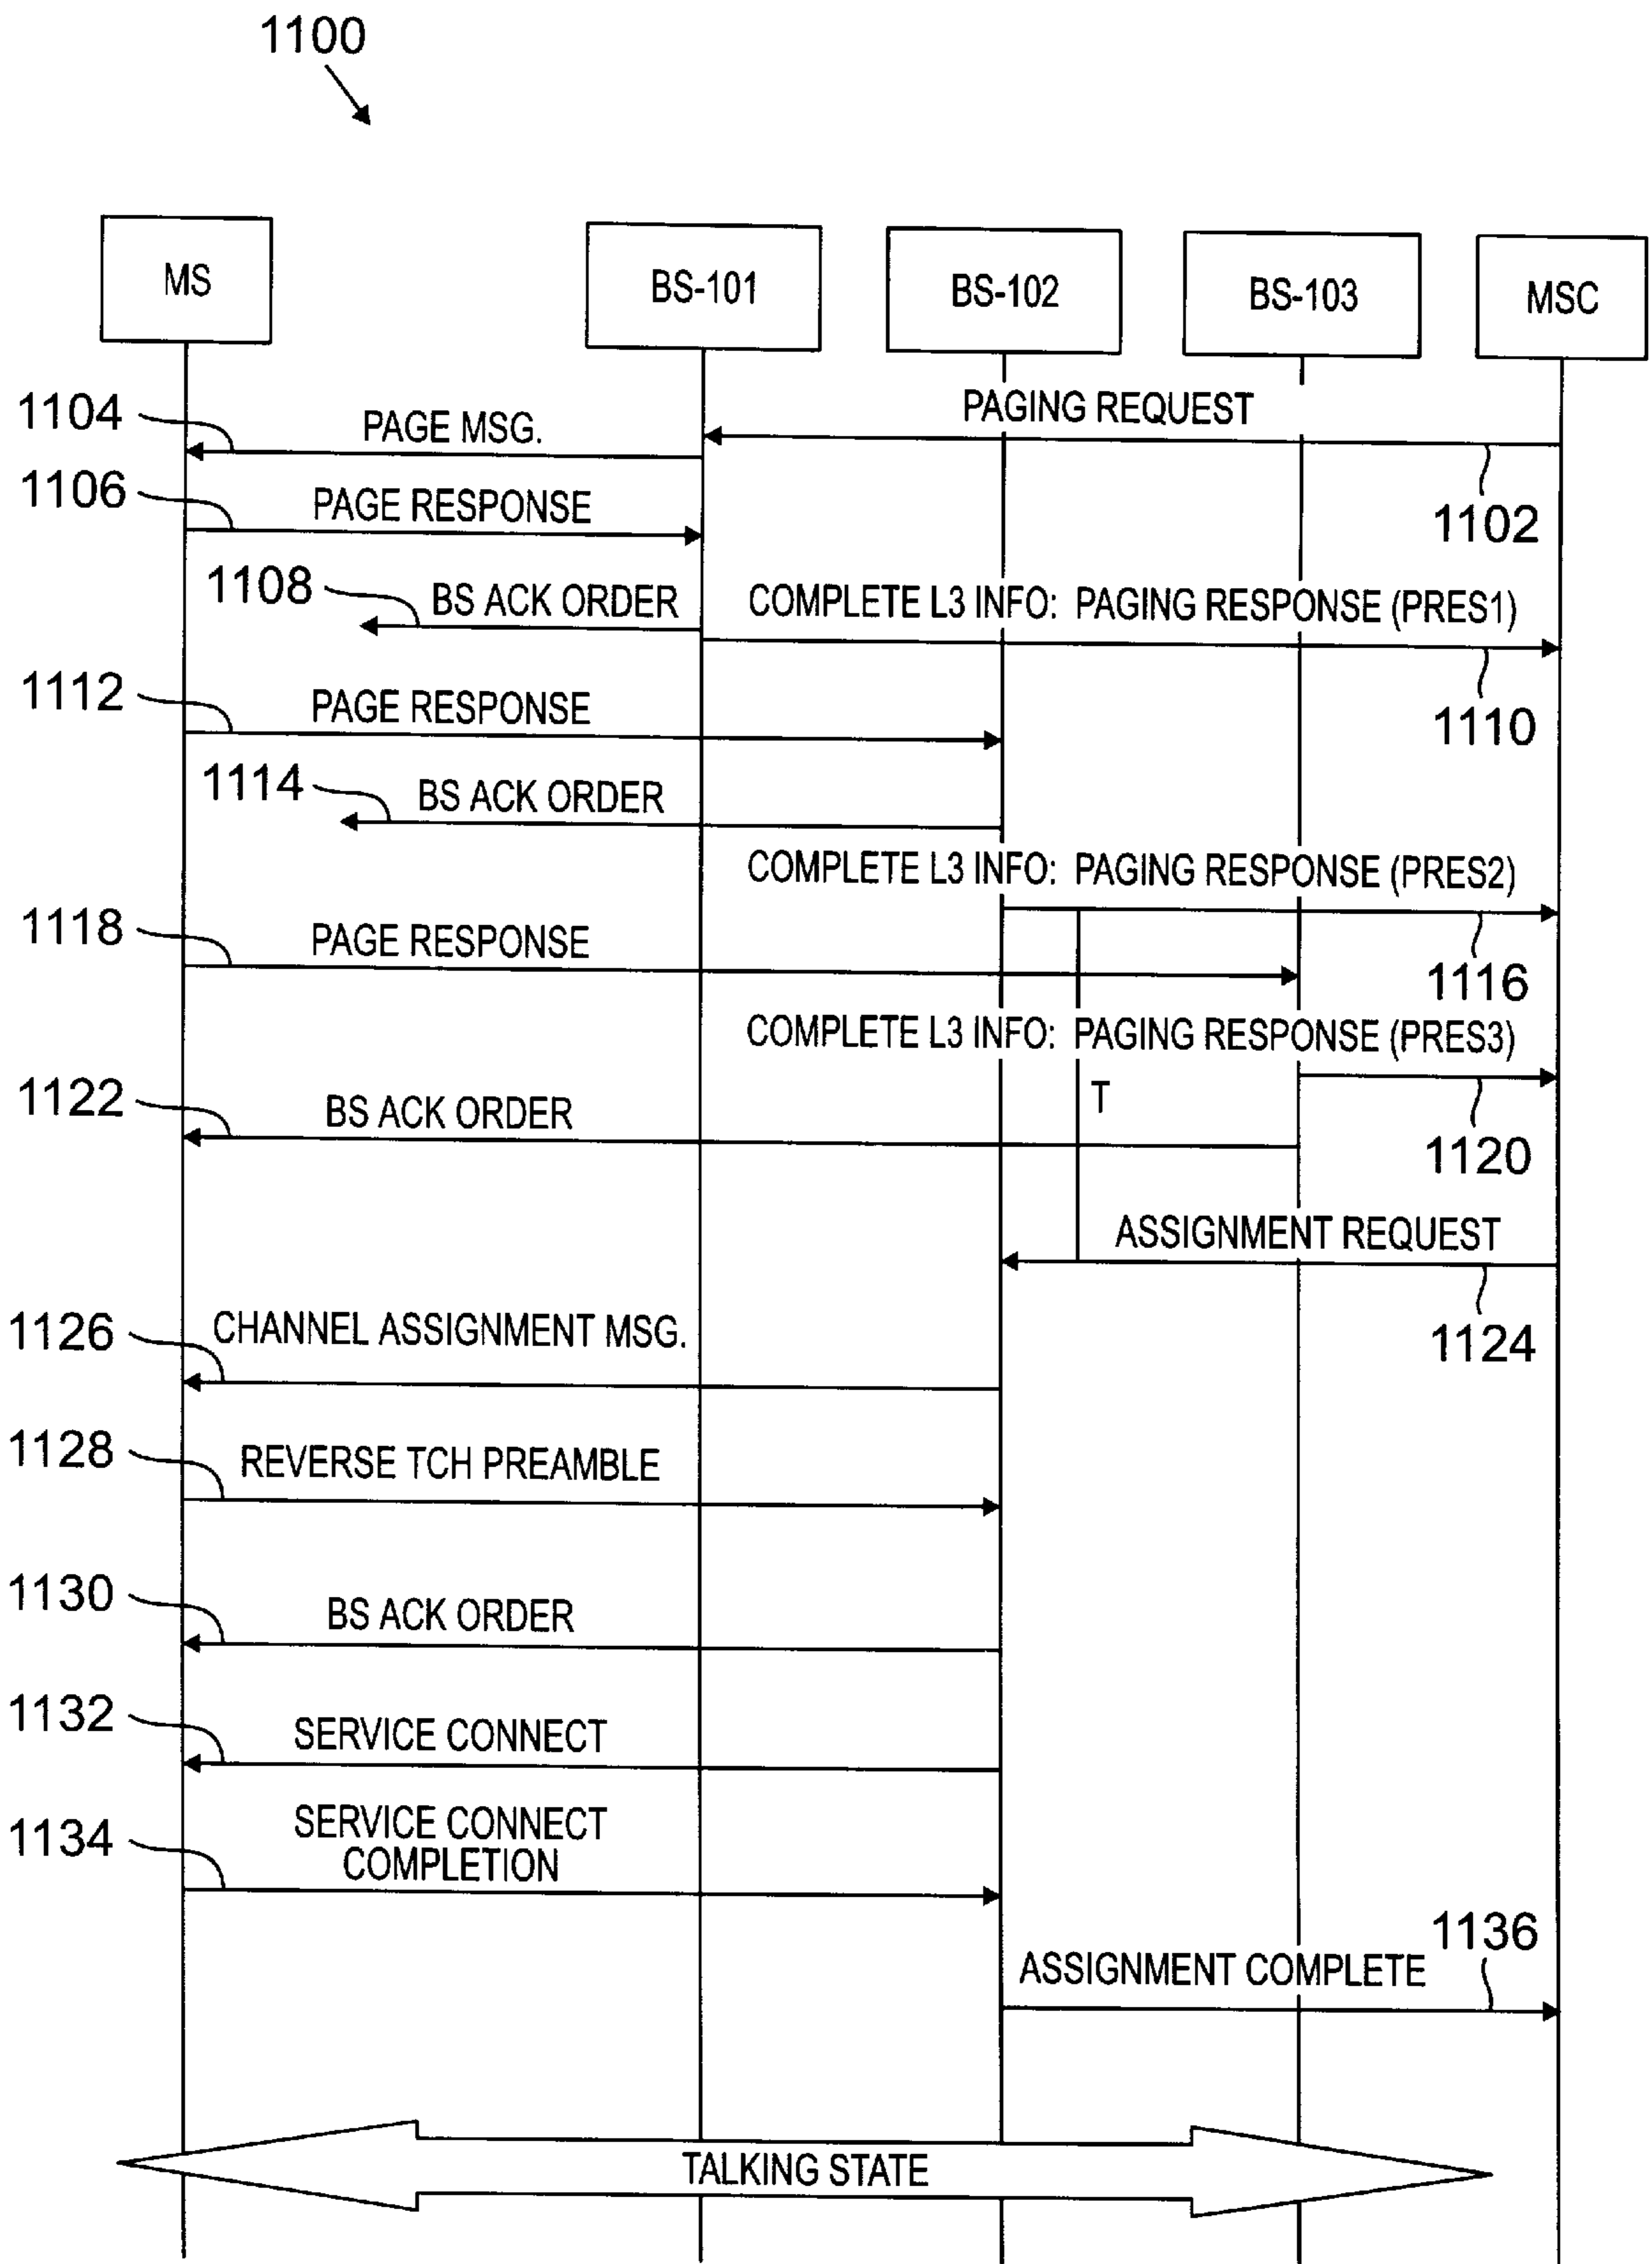 1100
MS
BS-101
BS-102
BS-103
MSC
PAGING REQUEST
1104
PAGE MSG.
1106
PAGE RESPONSE
1102
1108
BS ACK ORDER
COMPLETE L3 INFO: PAGING RESPONSE (PRES1)
1112
PAGE RESPONSE
1110
1114
BS ACK ORDER
COMPLETE L3 INFO: PAGING RESPONSE (PRES2)
1118
PAGE RESPONSE
1116
COMPLETE L3 INFO: PAGING RESPONSE (PRES3)
T
1122
BS ACK ORDER
1120
ASSIGNMENT REQUEST
1126
CHANNEL ASSIGNMENT MSG.
1124
1128
REVERSE TCH PREAMBLE
1130
BS ACK ORDER
1132
SERVICE CONNECT
1134
SERVICE CONNECT
COMPLETION
1136
ASSIGNMENT COMPLETE
TALKING STATE